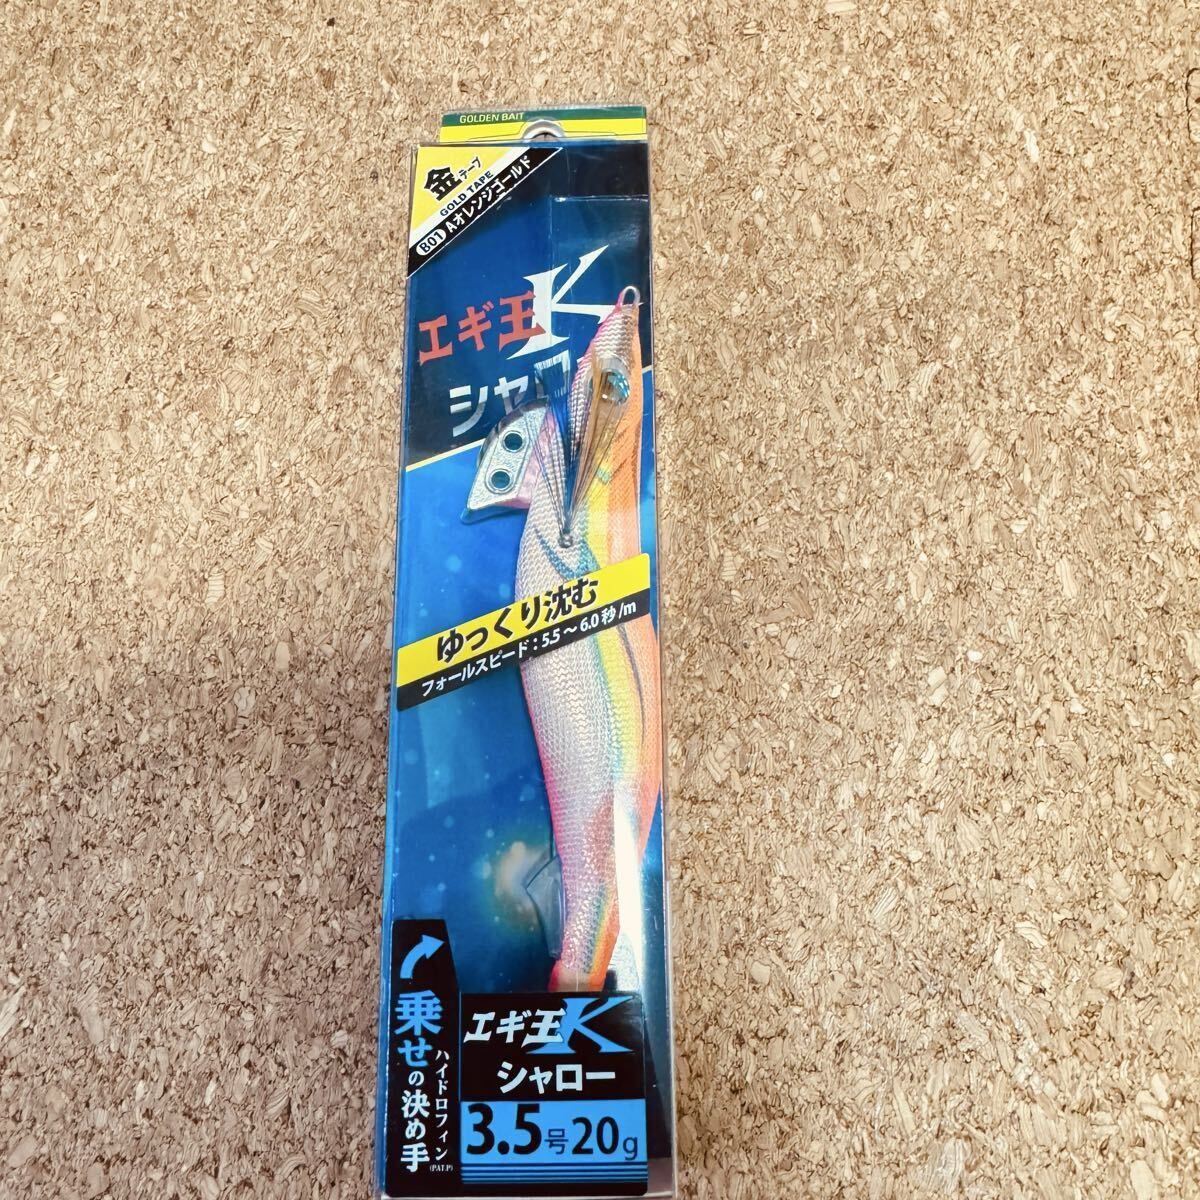 GOLDEN BAIT
金テープ
GOLD TAPE
B01 Aオレンジゴールド
エギ王K
シャロー
ゆっくり沈む
フォールスピード:5.5〜6.0秒/m
乗せの決め手
ハイドロフィン
(PAT.P)
エギ王K
シャロー
3.5号20g